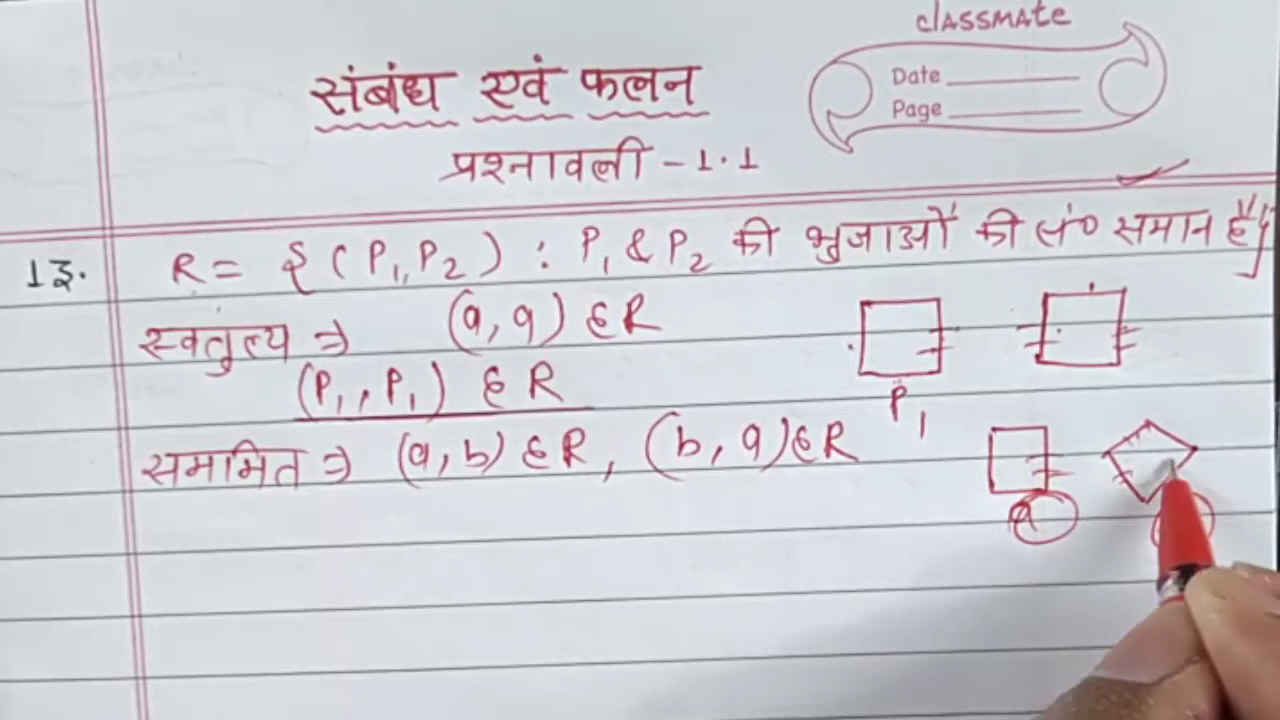 classmate
Date
Page
संबंध एवं फलन
प्रश्नावली - 1.1
13. R = { (P1, P2) : P1 & P2 की भुजाओं की सं० समान हैं }
स्वतुल्य ⇒ (a, a) ∈ R
(P1, P1) ∈ R
P1
सममित ⇒ (a, b) ∈ R, (b, a) ∈ R
a